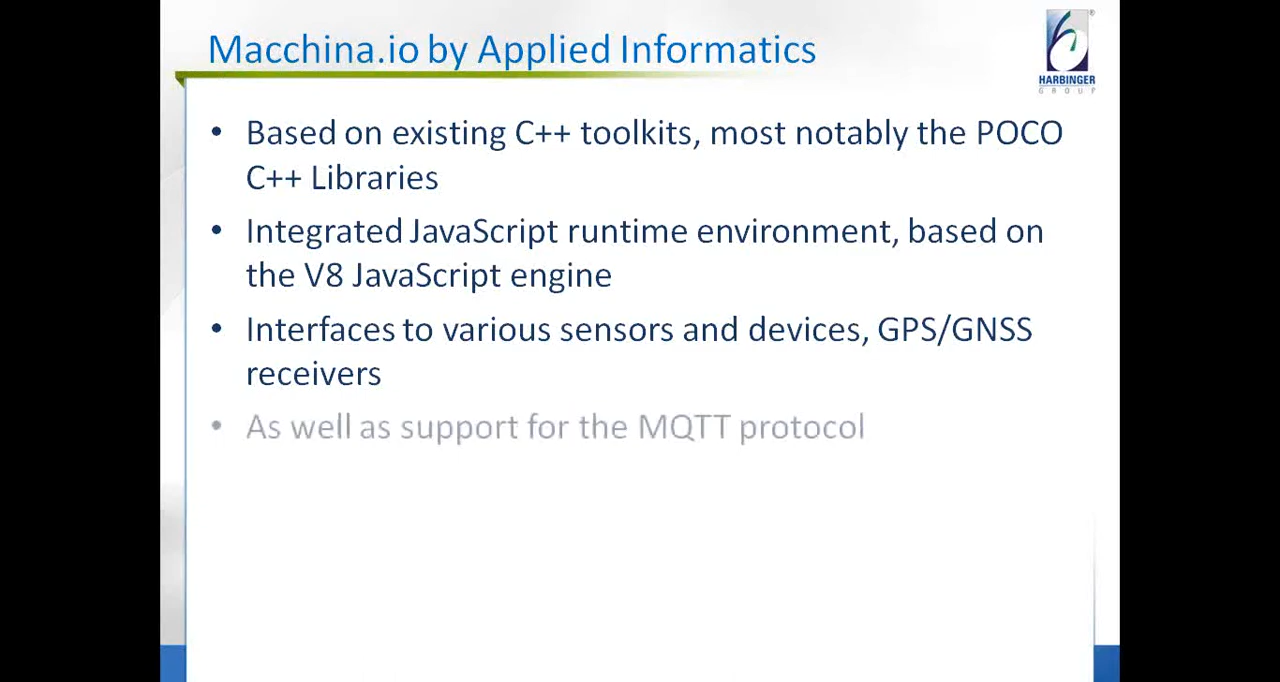 Macchina.io by Applied Informatics
HARBINGER
GROUP
• Based on existing C++ toolkits, most notably the POCO
C++ Libraries
• Integrated JavaScript runtime environment, based on
the V8 JavaScript engine
• Interfaces to various sensors and devices, GPS/GNSS
receivers
• As well as support for the MQTT protocol